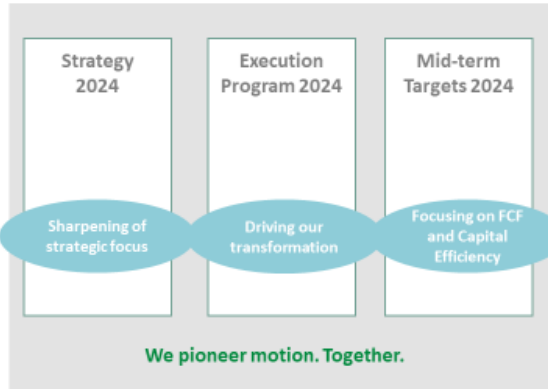 Strategy
2024
Execution
Program 2024
Mid-term
Targets 2024
Sharpening of
strategic focus
Driving our
transformation
Focusing on FCF
and Capital
Efficiency
We pioneer motion. Together.